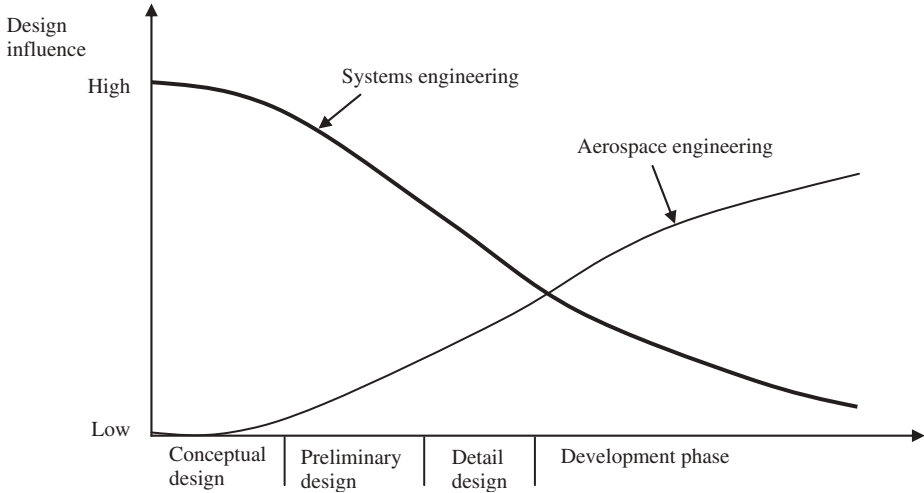 Design
influence
High
Systems engineering
Aerospace engineering
Low
Conceptual
design
Preliminary
design
Detail
design
Development phase